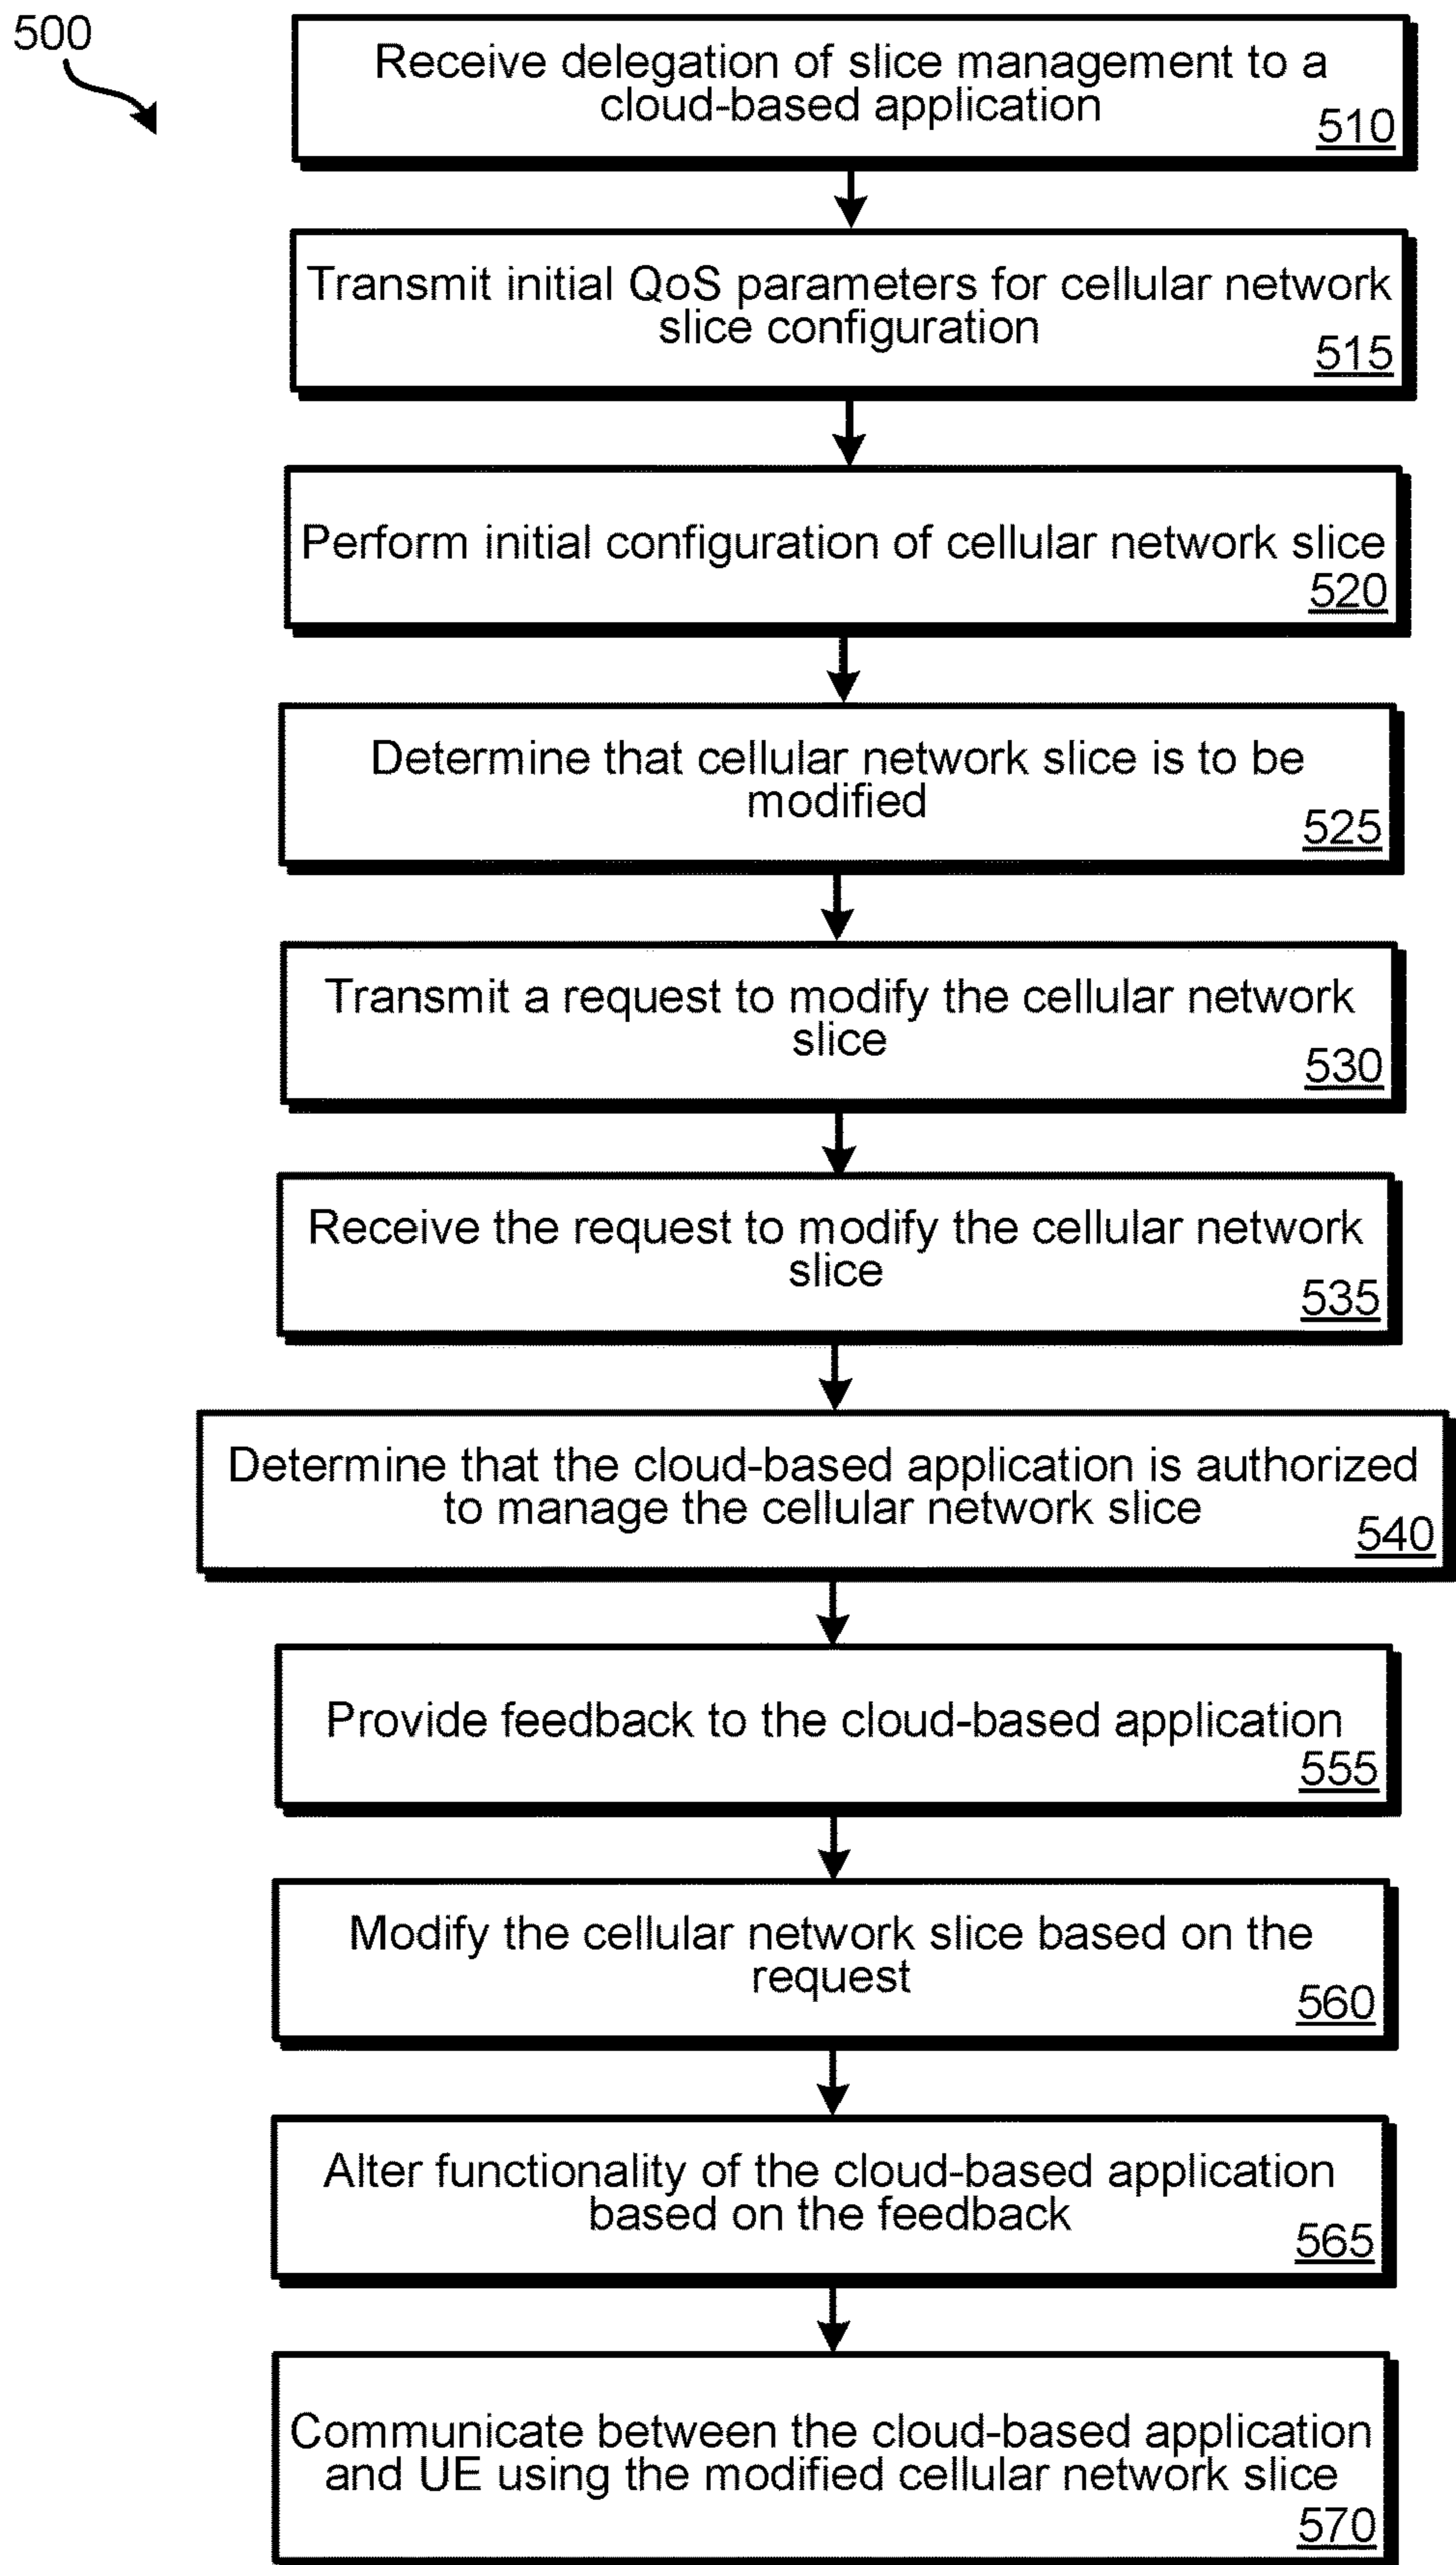 500
Receive delegation of slice management to a
cloud-based application
510
Transmit initial QoS parameters for cellular network
slice configuration
515
Perform initial configuration of cellular network slice
520
Determine that cellular network slice is to be
modified
525
Transmit a request to modify the cellular network
slice
530
Receive the request to modify the cellular network
slice
535
Determine that the cloud-based application is authorized
to manage the cellular network slice
540
Provide feedback to the cloud-based application
555
Modify the cellular network slice based on the
request
560
Alter functionality of the cloud-based application
based on the feedback
565
Communicate between the cloud-based application
and UE using the modified cellular network slice
570